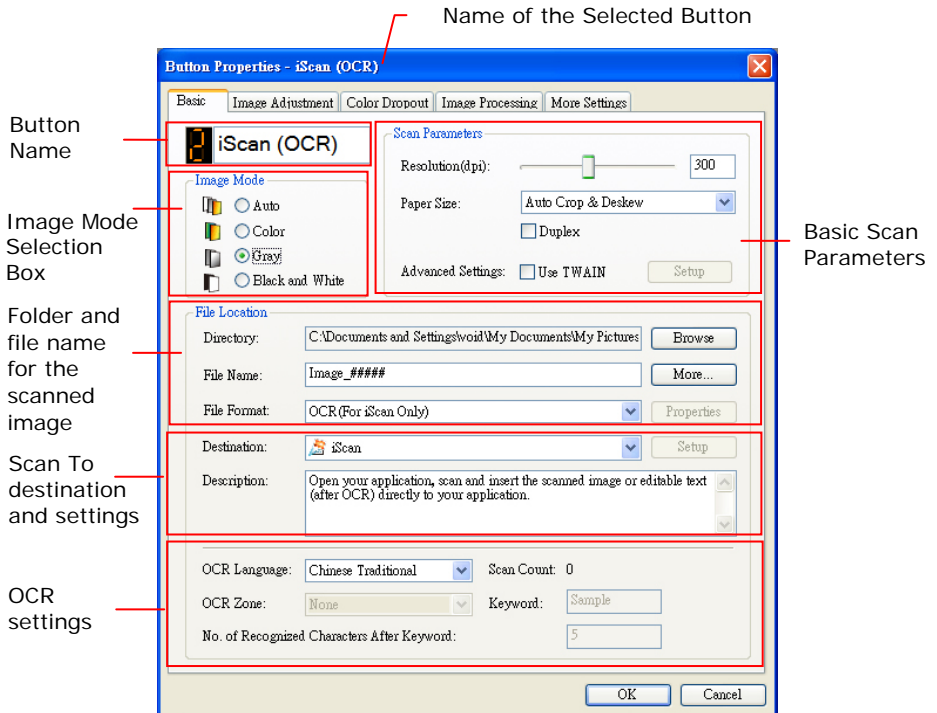 Name of the Selected Button
Button Properties - iScan (OCR)
Basic
Image Adjustment
Color Dropout
Image Processing
More Settings
Button
Name
2 iScan (OCR)
Image Mode
Selection
Box
Image Mode
Auto
Color
Gray
Black and White
Scan Parameters
Resolution(dpi):
300
Paper Size:
Auto Crop & Deskew
Duplex
Advanced Settings:
Use TWAIN
Setup
Basic Scan
Parameters
Folder and
file name
for the
scanned
image
File Location
Directory:
C:\Documents and Settings\void\My Documents\My Pictures
Browse
File Name:
Image_#####
More...
File Format:
OCR(For iScan Only)
Properties
Scan To
destination
and settings
Destination:
iScan
Setup
Description:
Open your application, scan and insert the scanned image or editable text
(after OCR) directly to your application.
OCR
settings
OCR Language:
Chinese Traditional
Scan Count: 0
OCR Zone:
None
Keyword:
Sample
No. of Recognized Characters After Keyword:
5
OK
Cancel